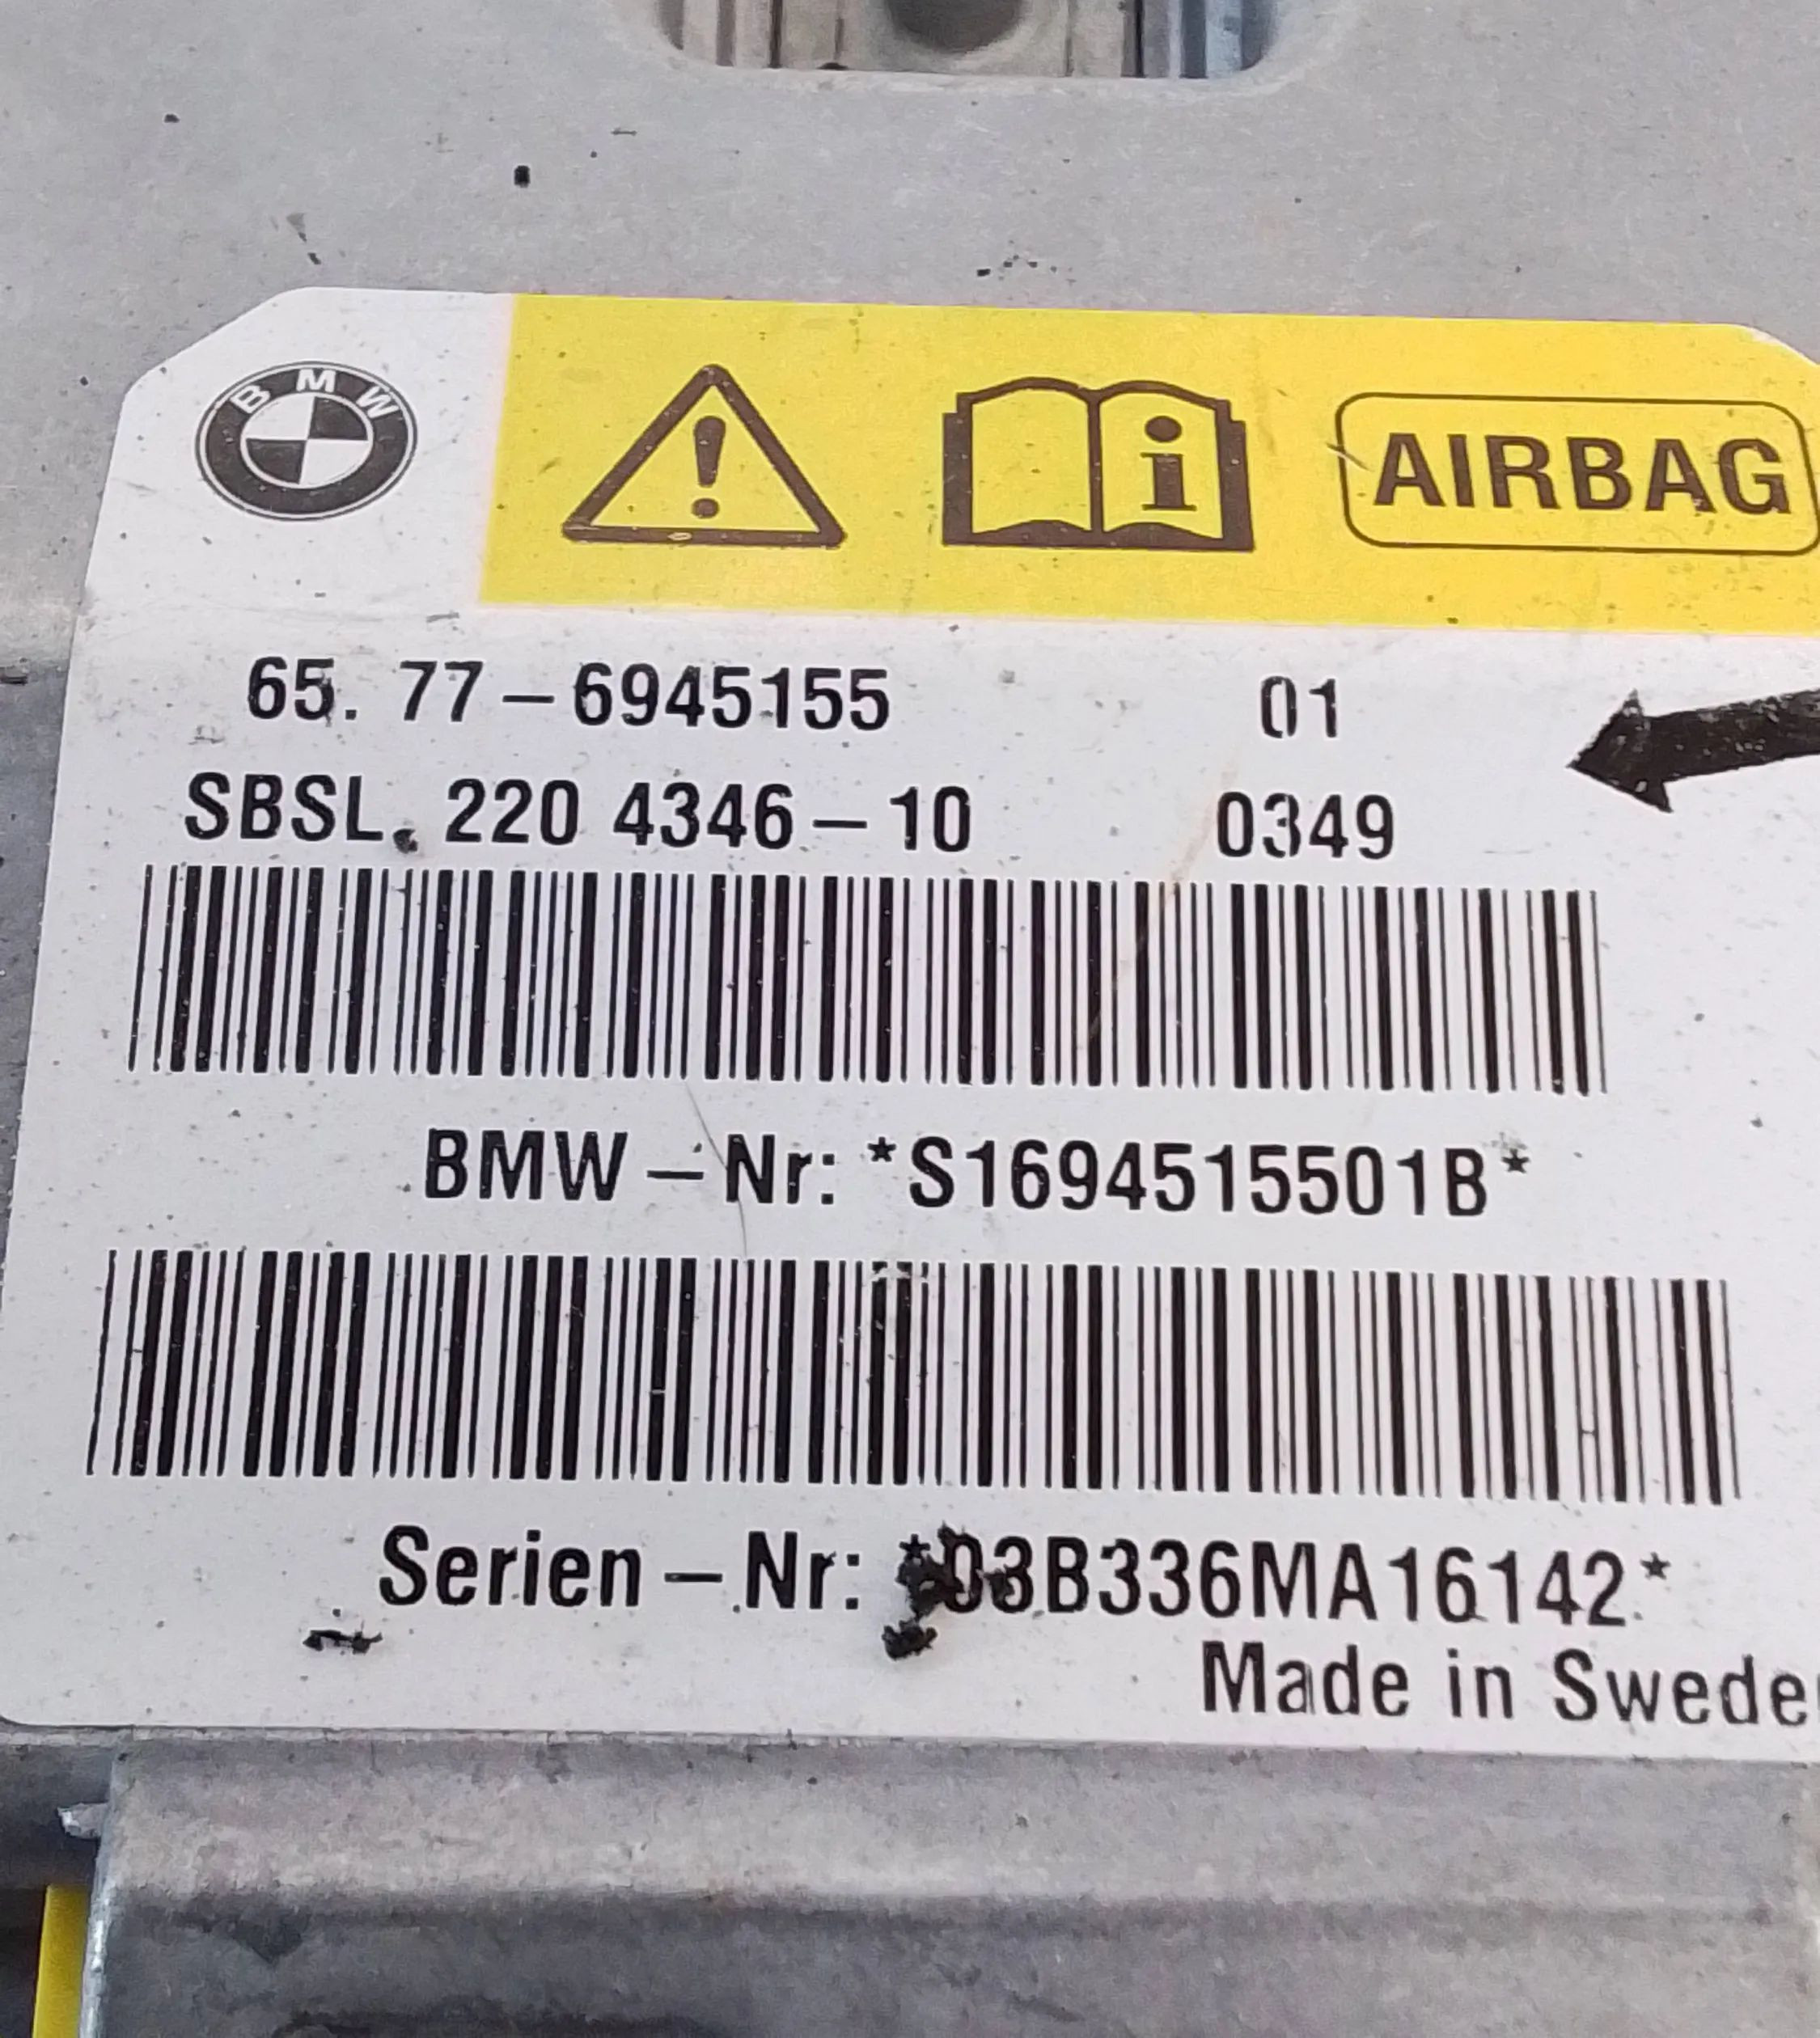 BMW
AIRBAG
65. 77-6945155 01
SBSL. 220 4346-10 0349
BMW-Nr: *S1694515501B*
Serien-Nr: *03B336MA16142*
Made in Swede